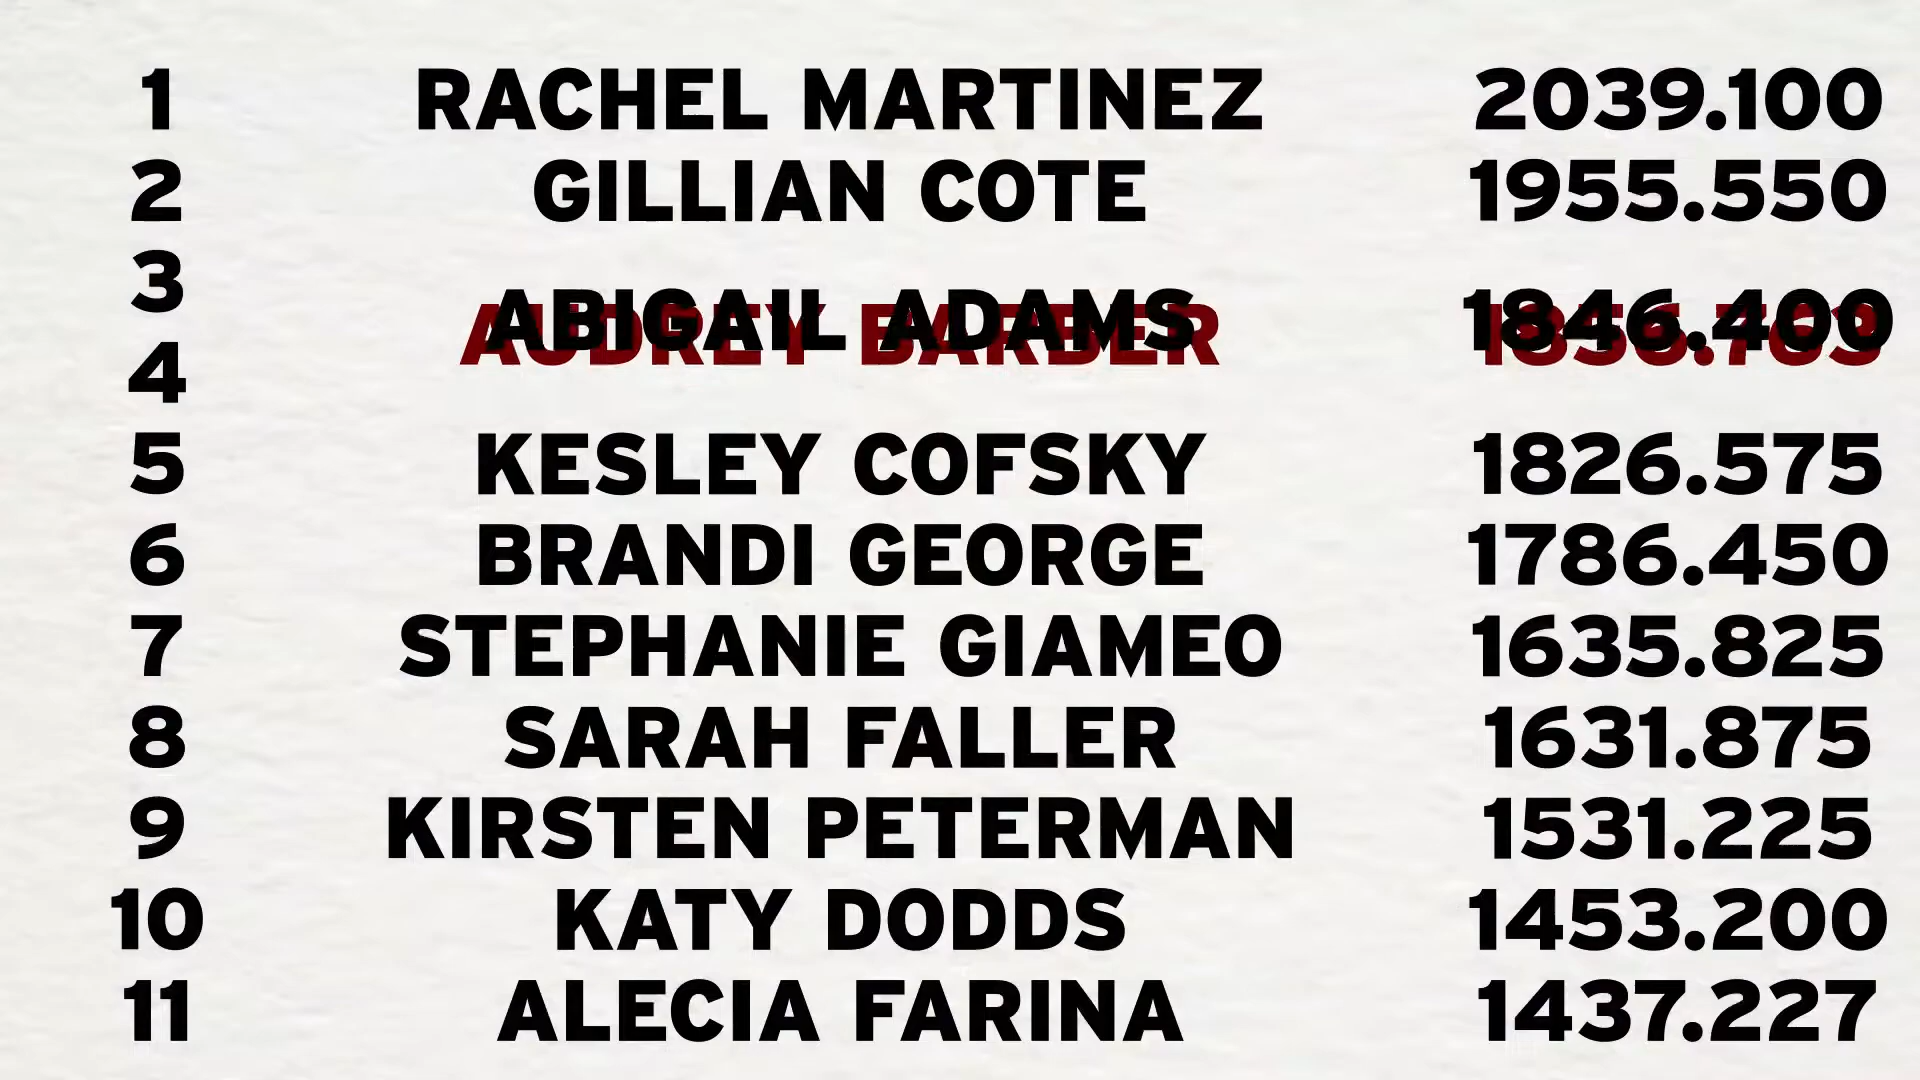 1 RACHEL MARTINEZ 2039.100
2 GILLIAN COTE 1955.550
3
ABIGAIL ADAMS 1846.400
AUDREY BARBER
4
5 KESLEY COFSKY 1826.575
6 BRANDI GEORGE 1786.450
7 STEPHANIE GIAMEO 1635.825
8 SARAH FALLER 1631.875
9 KIRSTEN PETERMAN 1531.225
10 KATY DODDS 1453.200
11 ALECIA FARINA 1437.227